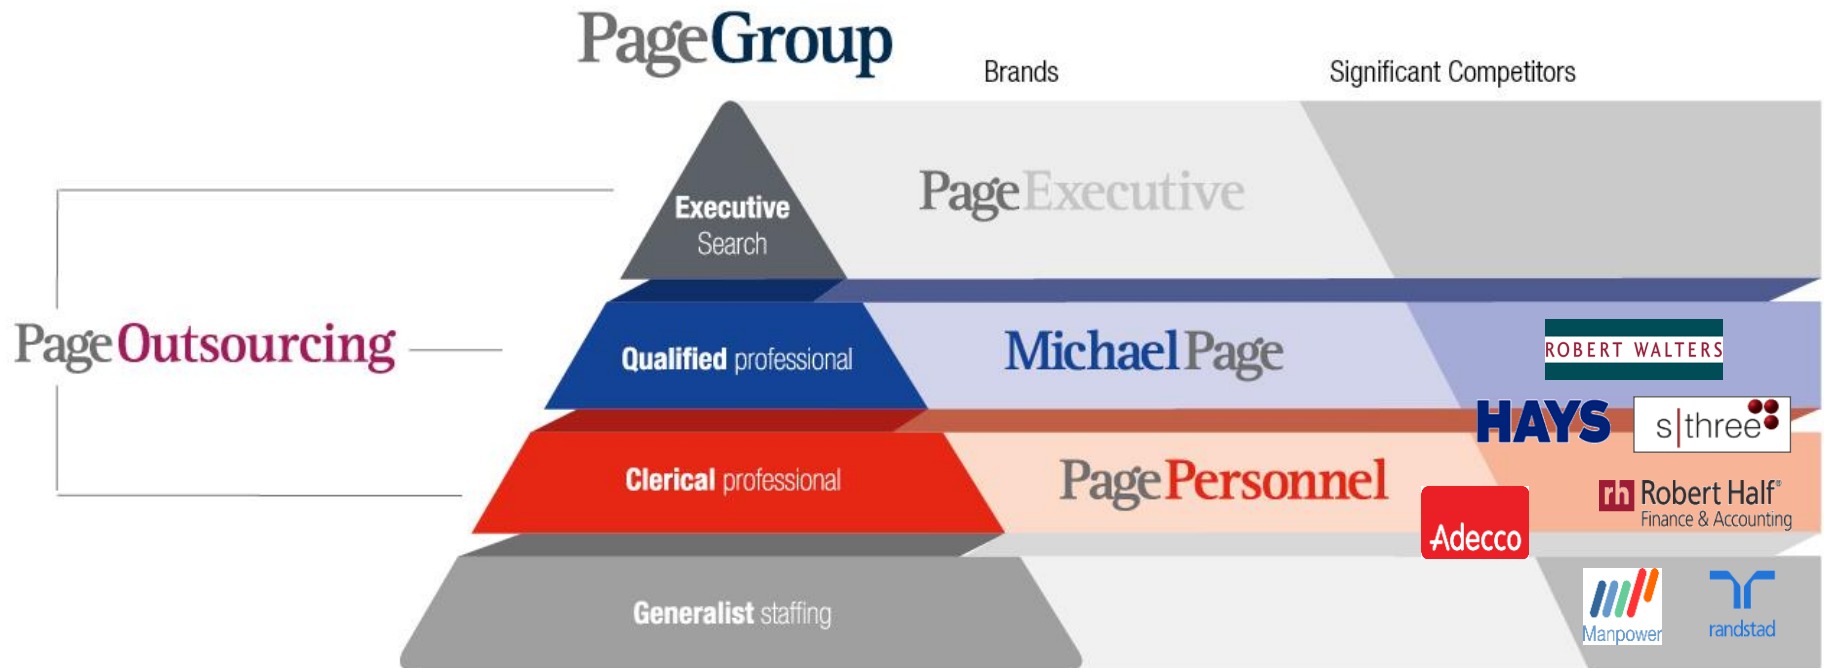 PageGroup
Brands
Significant Competitors
Executive
Search
PageExecutive
PageOutsourcing
Qualified professional
MichaelPage
ROBERT WALTERS
HAYS
s|three
Clerical professional
PagePersonnel
Adecco
rh Robert Half®
Finance & Accounting
Generalist staffing
Manpower
randstad